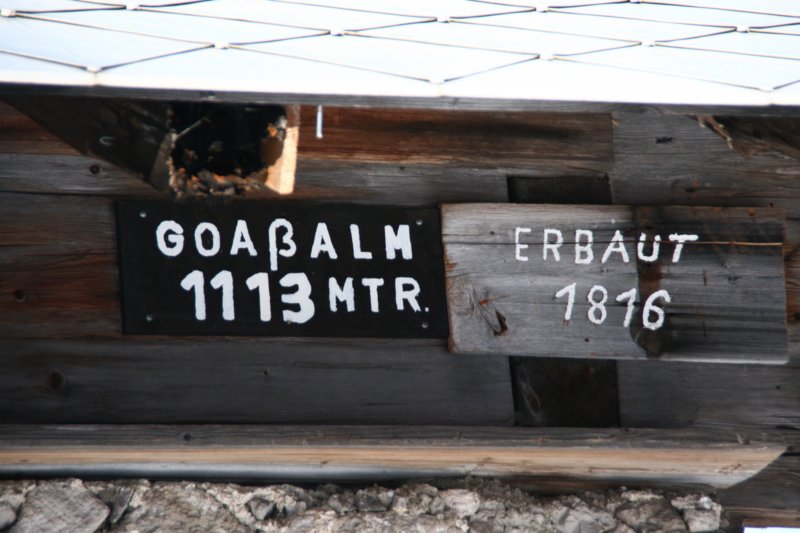 GOAßALM
1113 MTR.
ERBAUT
1816